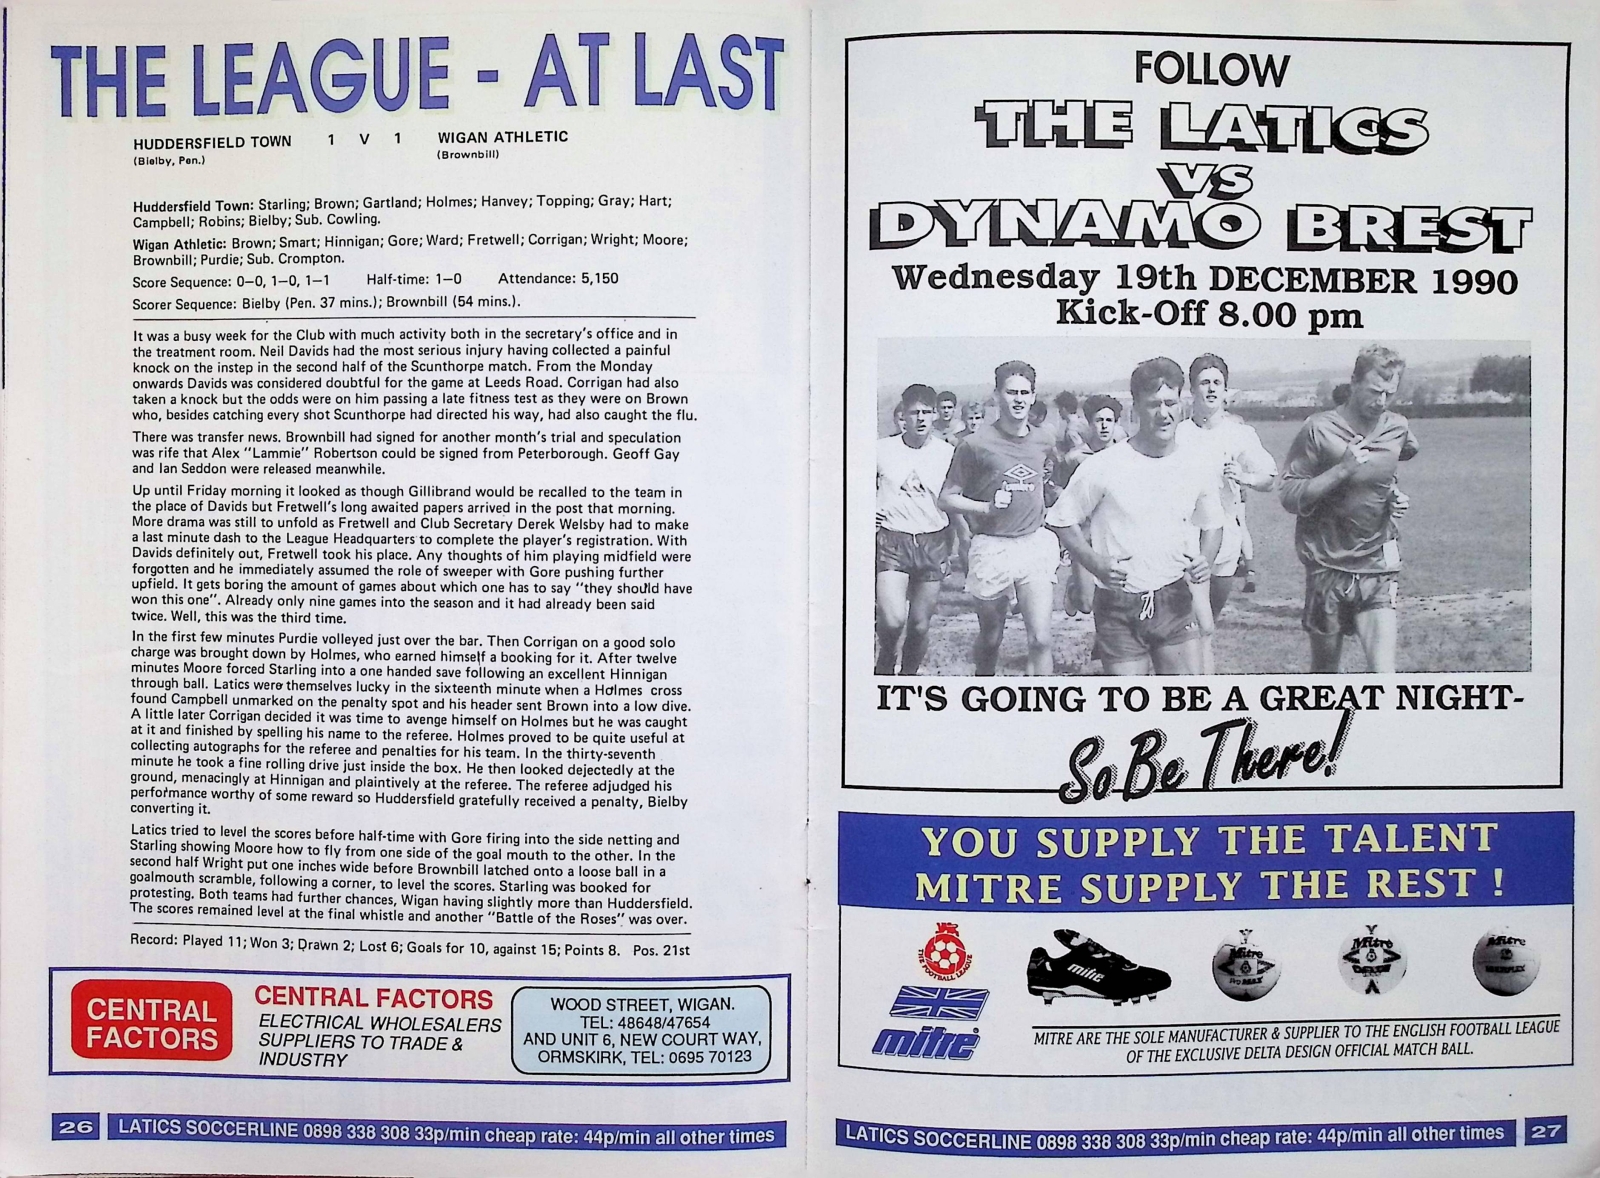 THE LEAGUE - AT LAST
HUDDERSFIELD TOWN 1 V 1 WIGAN ATHLETIC
(Bielby, Pen.) (Brownbill)
Huddersfield Town: Starling; Brown; Gartland; Holmes; Hanvey; Topping; Gray; Hart;
Campbell; Robins; Bielby; Sub. Cowling.
Wigan Athletic: Brown; Smart; Hinnigan; Gore; Ward; Fretwell; Corrigan; Wright; Moore;
Brownbill; Purdie; Sub. Crompton.
Score Sequence: 0–0, 1–0, 1–1 Half-time: 1–0 Attendance: 5,150
Scorer Sequence: Bielby (Pen. 37 mins.); Brownbill (54 mins.).
It was a busy week for the Club with much activity both in the secretary's office and in
the treatment room. Neil Davids had the most serious injury having collected a painful
knock on the instep in the second half of the Scunthorpe match. From the Monday
onwards Davids was considered doubtful for the game at Leeds Road. Corrigan had also
taken a knock but the odds were on him passing a late fitness test as they were on Brown
who, besides catching every shot Scunthorpe had directed his way, had also caught the flu.
There was transfer news. Brownbill had signed for another month's trial and speculation
was rife that Alex "Lammie" Robertson could be signed from Peterborough. Geoff Gay
and Ian Seddon were released meanwhile.
Up until Friday morning it looked as though Gillibrand would be recalled to the team in
the place of Davids but Fretwell's long awaited papers arrived in the post that morning.
More drama was still to unfold as Fretwell and Club Secretary Derek Welsby had to make
a last minute dash to the League Headquarters to complete the player's registration. With
Davids definitely out, Fretwell took his place. Any thoughts of him playing midfield were
forgotten and he immediately assumed the role of sweeper with Gore pushing further
upfield. It gets boring the amount of games about which one has to say "they should have
won this one". Already only nine games into the season and it had already been said
twice. Well, this was the third time.
In the first few minutes Purdie volleyed just over the bar. Then Corrigan on a good solo
charge was brought down by Holmes, who earned himself a booking for it. After twelve
minutes Moore forced Starling into a one handed save following an excellent Hinnigan
through ball. Latics were themselves lucky in the sixteenth minute when a Holmes cross
found Campbell unmarked on the penalty spot and his header sent Brown into a low dive.
A little later Corrigan decided it was time to avenge himself on Holmes but he was caught
at it and finished by spelling his name to the referee. Holmes proved to be quite useful at
collecting autographs for the referee and penalties for his team. In the thirty-seventh
minute he took a fine rolling drive just inside the box. He then looked dejectedly at the
ground, menacingly at Hinnigan and plaintively at the referee. The referee adjudged his
performance worthy of some reward so Huddersfield gratefully received a penalty, Bielby
converting it.
Latics tried to level the scores before half-time with Gore firing into the side netting and
Starling showing Moore how to fly from one side of the goal mouth to the other. In the
second half Wright put one inches wide before Brownbill latched onto a loose ball in a
goalmouth scramble, following a corner, to level the scores. Starling was booked for
protesting. Both teams had further chances, Wigan having slightly more than Huddersfield.
The scores remained level at the final whistle and another "Battle of the Roses" was over.
Record: Played 11; Won 3; Drawn 2; Lost 6; Goals for 10, against 15; Points 8. Pos. 21st
CENTRAL
FACTORS
CENTRAL FACTORS
ELECTRICAL WHOLESALERS
SUPPLIERS TO TRADE &
INDUSTRY
WOOD STREET, WIGAN.
TEL: 48648/47654
AND UNIT 6, NEW COURT WAY,
ORMSKIRK, TEL: 0695 70123
26 LATICS SOCCERLINE 0898 338 308 33p/min cheap rate: 44p/min all other times
FOLLOW
THE LATICS
VS
DYNAMO BREST
Wednesday 19th DECEMBER 1990
Kick-Off 8.00 pm
umbro
IT'S GOING TO BE A GREAT NIGHT-
So Be There!
YOU SUPPLY THE TALENT
MITRE SUPPLY THE REST !
THE FOOTBALL LEAGUE
mitre
mitre
Mitre
Mitre
Mitre
MITRE ARE THE SOLE MANUFACTURER & SUPPLIER TO THE ENGLISH FOOTBALL LEAGUE
OF THE EXCLUSIVE DELTA DESIGN OFFICIAL MATCH BALL.
LATICS SOCCERLINE 0898 338 308 33p/min cheap rate: 44p/min all other times 27